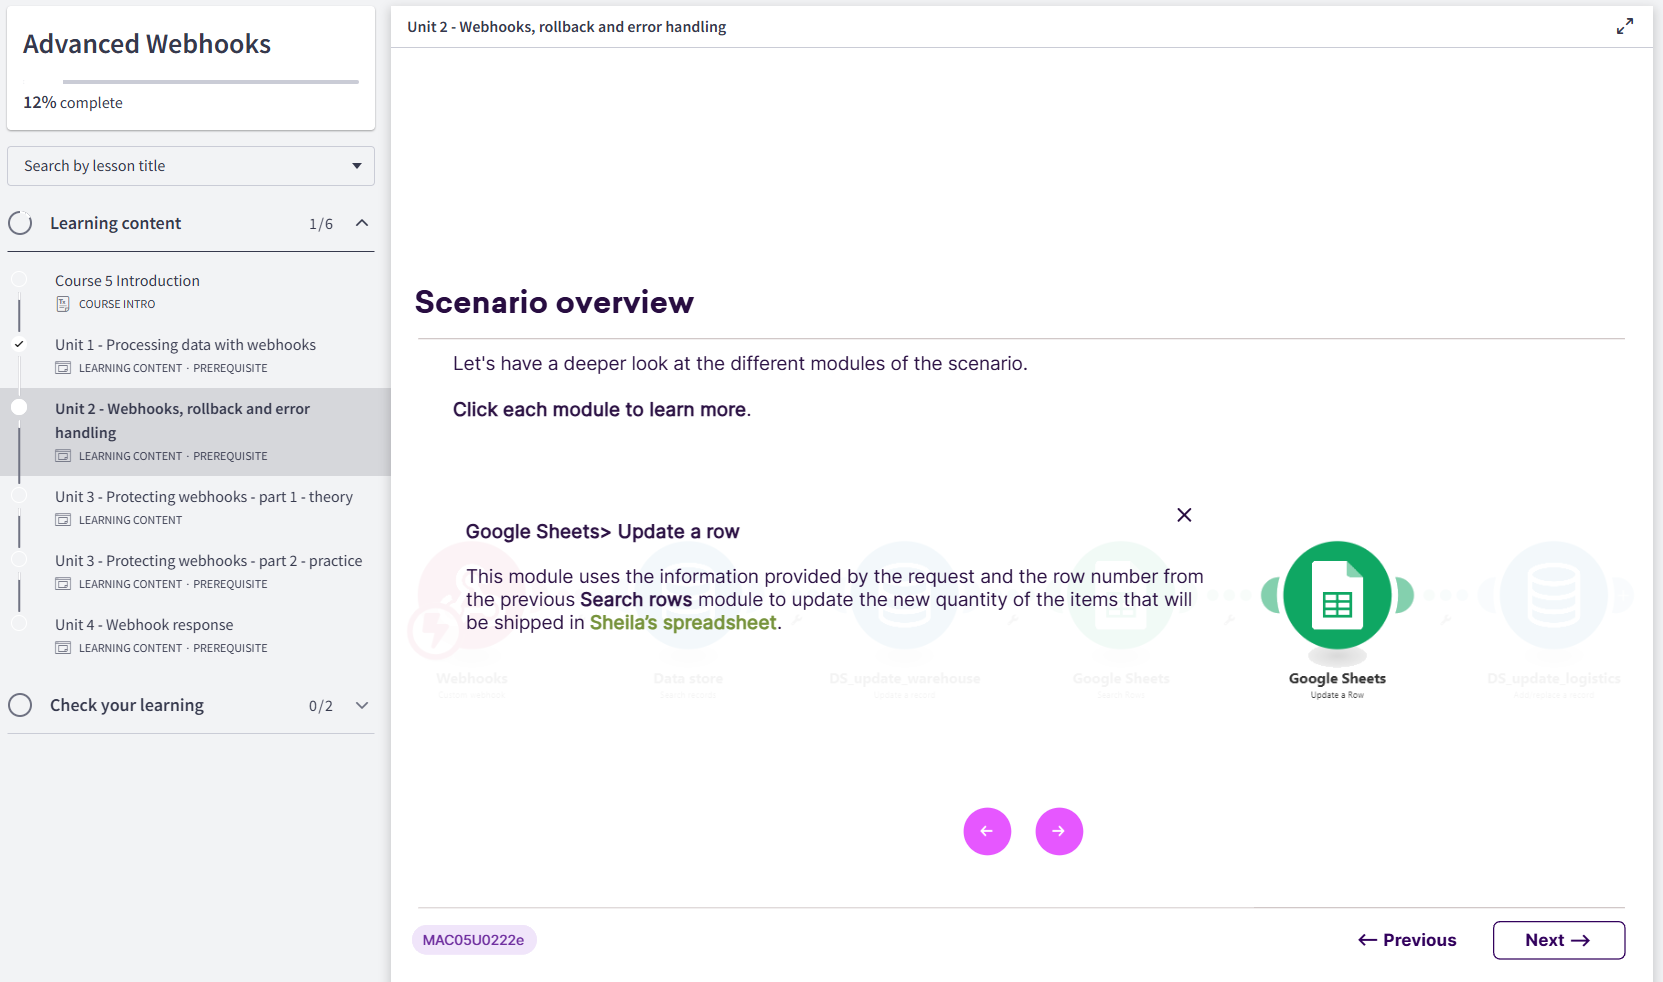 Advanced Webhooks
12% complete
Search by lesson title
Learning content 1/6
Course 5 Introduction
COURSE INTRO
Unit 1 - Processing data with webhooks
LEARNING CONTENT · PREREQUISITE
Unit 2 - Webhooks, rollback and error
handling
LEARNING CONTENT · PREREQUISITE
Unit 3 - Protecting webhooks - part 1 - theory
LEARNING CONTENT
Unit 3 - Protecting webhooks - part 2 - practice
LEARNING CONTENT · PREREQUISITE
Unit 4 - Webhook response
LEARNING CONTENT · PREREQUISITE
Check your learning 0/2
Unit 2 - Webhooks, rollback and error handling
Scenario overview
Let's have a deeper look at the different modules of the scenario.
Click each module to learn more.
Google Sheets> Update a row
This module uses the information provided by the request and the row number from
the previous Search rows module to update the new quantity of the items that will
be shipped in Sheila’s spreadsheet.
Webhooks Data store DS_update_warehouse Google Sheets Google Sheets DS_update_logistics
Update a Row
MAC05U0222e
← Previous Next →